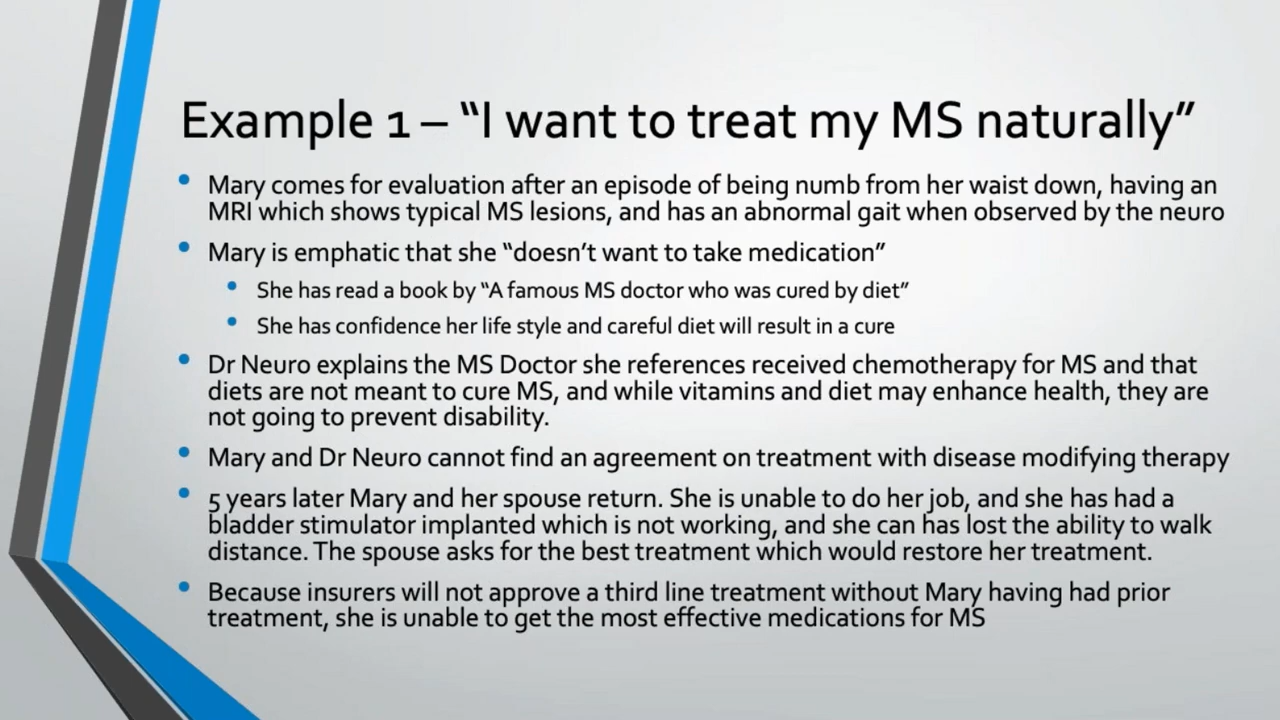 Example 1 – “I want to treat my MS naturally”
• Mary comes for evaluation after an episode of being numb from her waist down, having an
MRI which shows typical MS lesions, and has an abnormal gait when observed by the neuro
• Mary is emphatic that she “doesn’t want to take medication”
• She has read a book by “A famous MS doctor who was cured by diet”
• She has confidence her life style and careful diet will result in a cure
• Dr Neuro explains the MS Doctor she references received chemotherapy for MS and that
diets are not meant to cure MS, and while vitamins and diet may enhance health, they are
not going to prevent disability.
• Mary and Dr Neuro cannot find an agreement on treatment with disease modifying therapy
• 5 years later Mary and her spouse return. She is unable to do her job, and she has had a
bladder stimulator implanted which is not working, and she can has lost the ability to walk
distance. The spouse asks for the best treatment which would restore her treatment.
• Because insurers will not approve a third line treatment without Mary having had prior
treatment, she is unable to get the most effective medications for MS